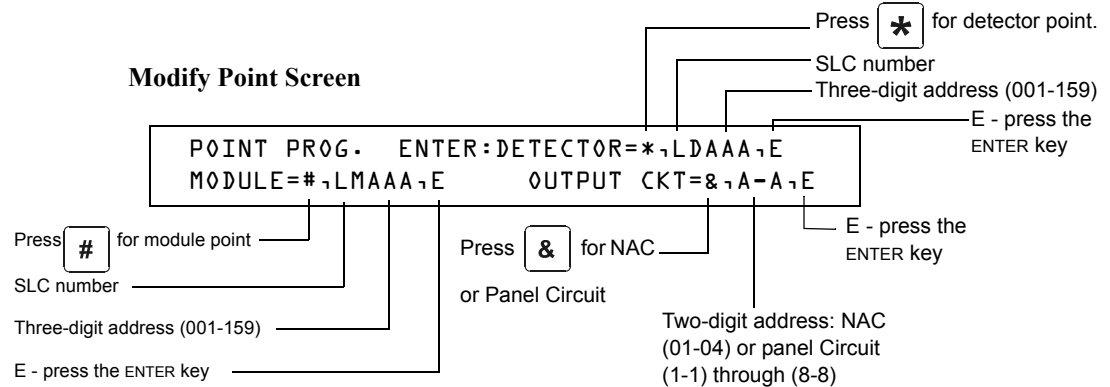 Press * for detector point.
Modify Point Screen
SLC number
Three-digit address (001-159)
E - press the
ENTER key
POINT PROG. ENTER:DETECTOR=*¬LDAAA¬E
MODULE=#¬LMAAA¬E OUTPUT CKT=&¬A-A¬E
Press # for module point
SLC number
Three-digit address (001-159)
E - press the ENTER key
Press & for NAC
or Panel Circuit
E - press the
ENTER key
Two-digit address: NAC
(01-04) or panel Circuit
(1-1) through (8-8)